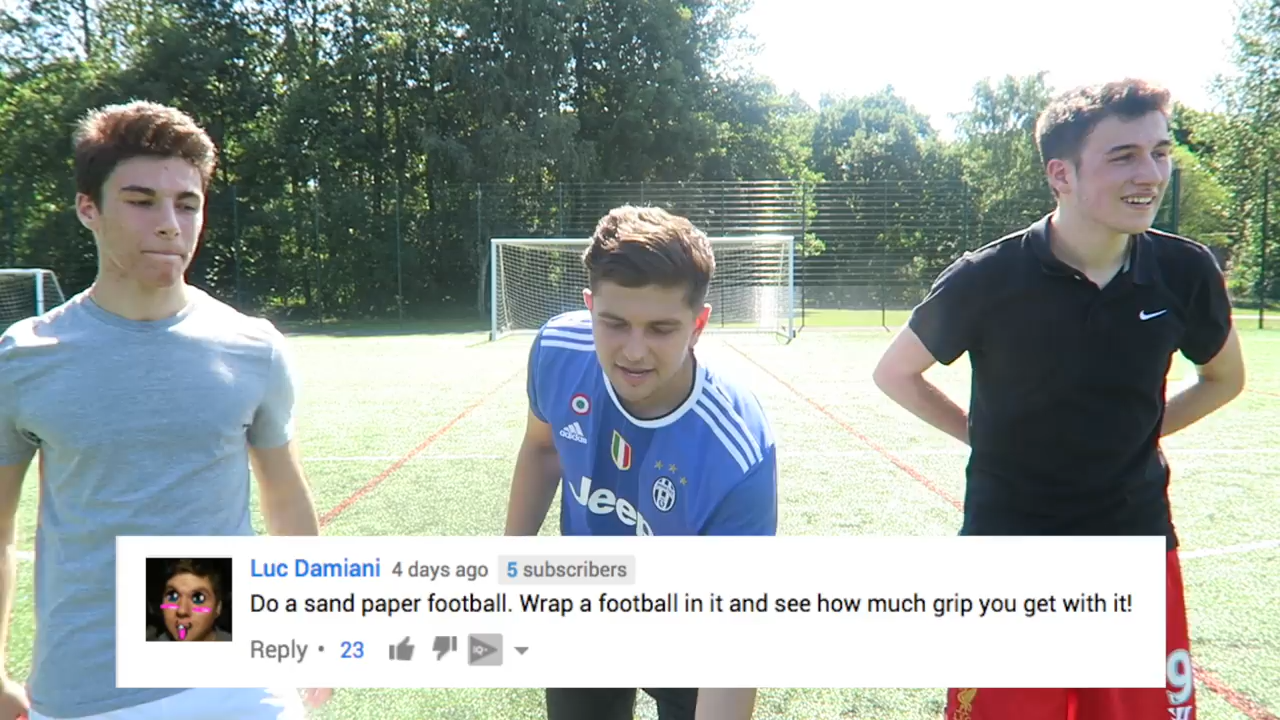 adidas
Jeep
Luc Damiani 4 days ago 5 subscribers
Do a sand paper football. Wrap a football in it and see how much grip you get with it!
Reply • 23
9